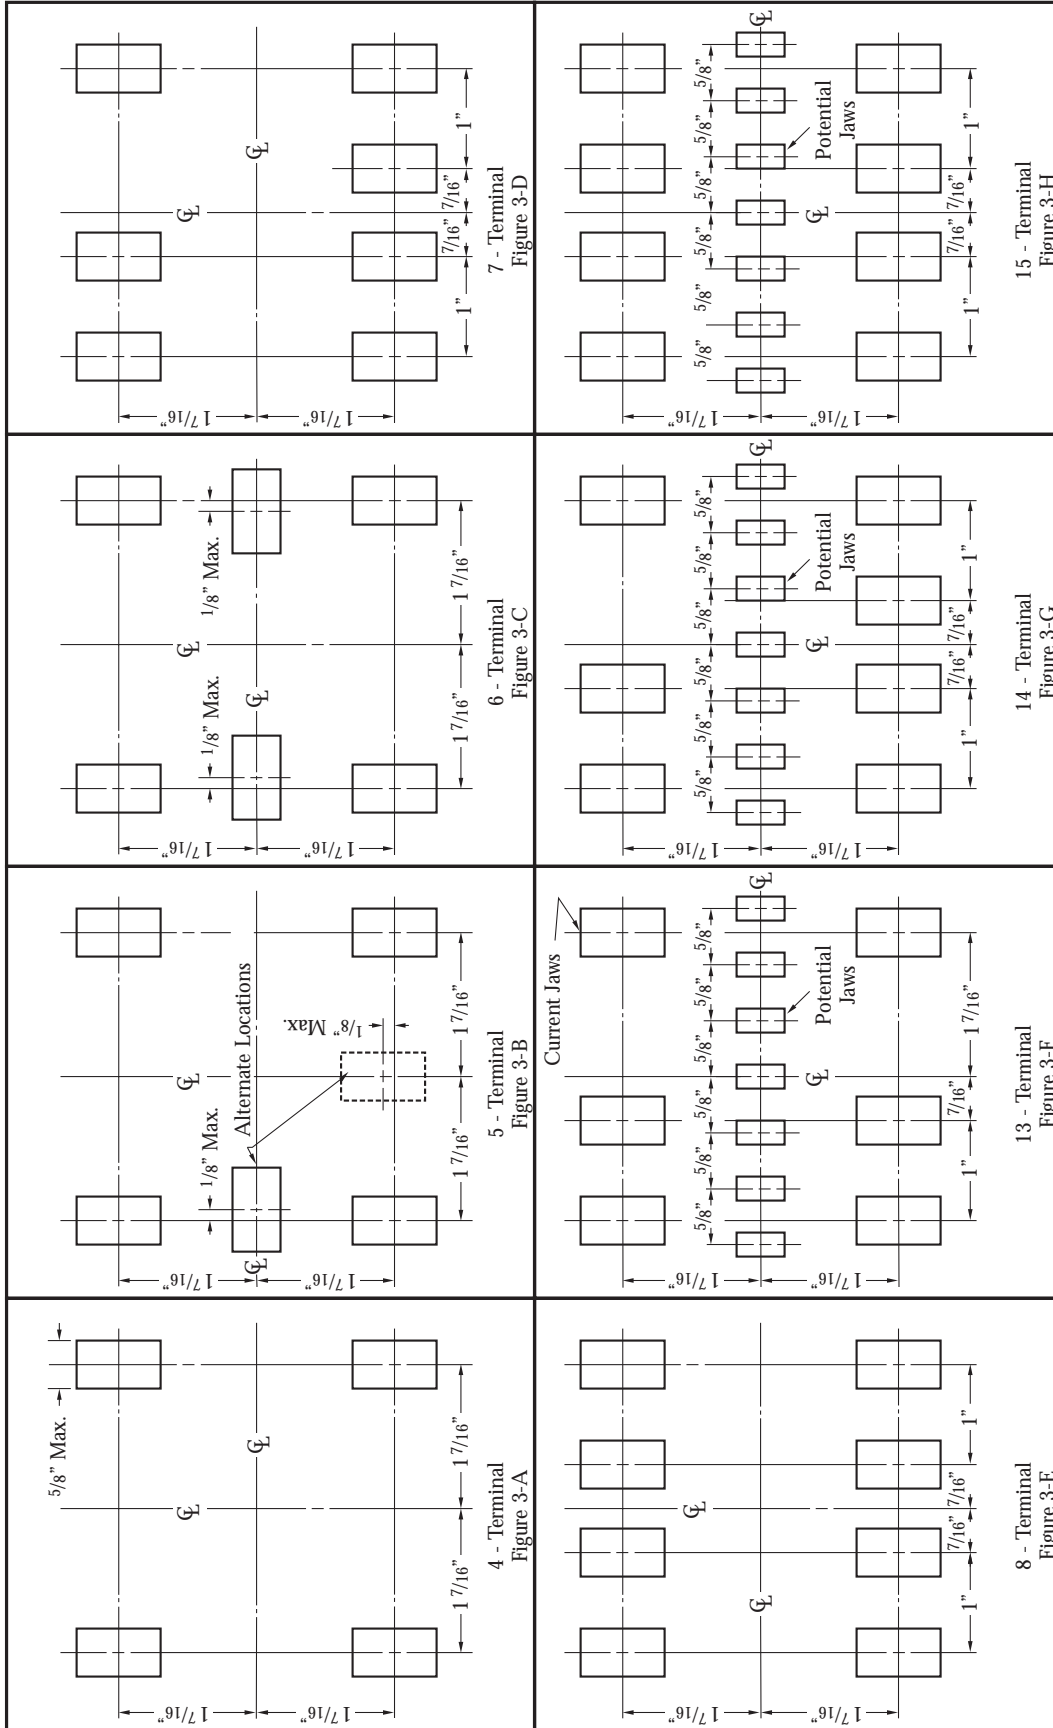 5/8" Max.
℄
℄
1 7/16"
1 7/16"
1 7/16"
1 7/16"
4 - Terminal
Figure 3-A
1/8" Max.
℄
Alternate Locations
℄
1/8" Max.
1 7/16"
1 7/16"
1 7/16"
1 7/16"
5 - Terminal
Figure 3-B
1/8" Max.
1/8" Max.
℄
℄
1 7/16"
1 7/16"
1 7/16"
1 7/16"
6 - Terminal
Figure 3-C
℄
℄
1 7/16"
1 7/16"
1"
7/16"
7/16"
1"
7 - Terminal
Figure 3-D
℄
℄
1 7/16"
1 7/16"
1"
7/16"
7/16"
1"
8 - Terminal
Figure 3-E
Current Jaws
5/8"
5/8"
5/8"
5/8"
5/8"
5/8"
℄
℄
Potential
Jaws
1 7/16"
1 7/16"
1"
7/16"
1 7/16"
13 - Terminal
Figure 3-F
5/8"
5/8"
5/8"
5/8"
5/8"
5/8"
℄
℄
Potential
Jaws
1 7/16"
1 7/16"
1"
7/16"
7/16"
1"
14 - Terminal
Figure 3-G
5/8"
5/8"
5/8"
5/8"
5/8"
5/8"
℄
℄
Potential
Jaws
1 7/16"
1 7/16"
1"
7/16"
7/16"
1"
15 - Terminal
Figure 3-H